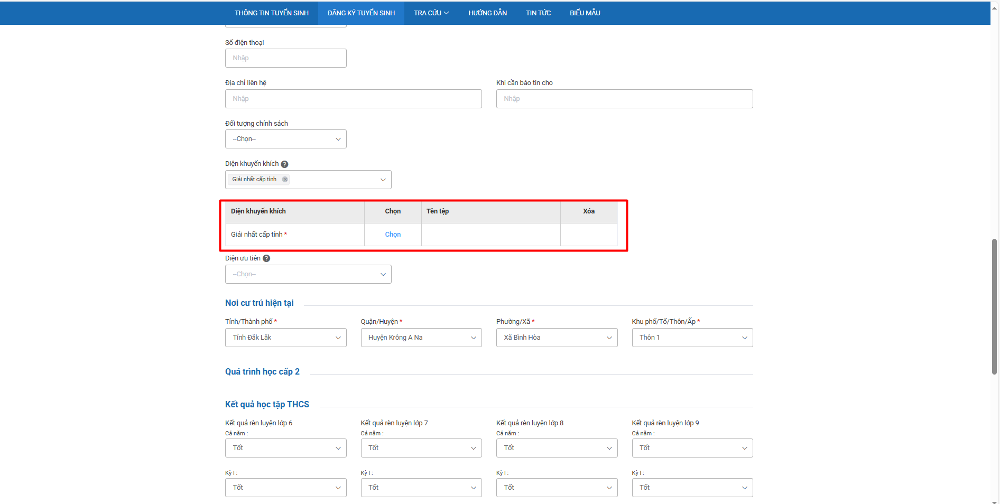 THÔNG TIN TUYỂN SINH ĐĂNG KÝ TUYỂN SINH TRA CỨU HƯỚNG DẪN TIN TỨC BIỂU MẪU
Số điện thoại
Nhập
Địa chỉ liên hệ Khi cần báo tin cho
Nhập Nhập
Đối tượng chính sách
--Chọn--
Diện khuyến khích ?
Giải nhất cấp tỉnh
Diện khuyến khích Chọn Tên tệp Xóa
Giải nhất cấp tỉnh * Chọn
Diện ưu tiên ?
--Chọn--
Nơi cư trú hiện tại
Tỉnh/Thành phố * Quận/Huyện * Phường/Xã * Khu phố/Tổ/Thôn/Ấp *
Tỉnh Đắk Lắk Huyện Krông A Na Xã Bình Hòa Thôn 1
Quá trình học cấp 2
Kết quả học tập THCS
Kết quả rèn luyện lớp 6 Kết quả rèn luyện lớp 7 Kết quả rèn luyện lớp 8 Kết quả rèn luyện lớp 9
Cả năm : Cả năm : Cả năm : Cả năm :
Tốt Tốt Tốt Tốt
Kỳ I : Kỳ I : Kỳ I : Kỳ I :
Tốt Tốt Tốt Tốt